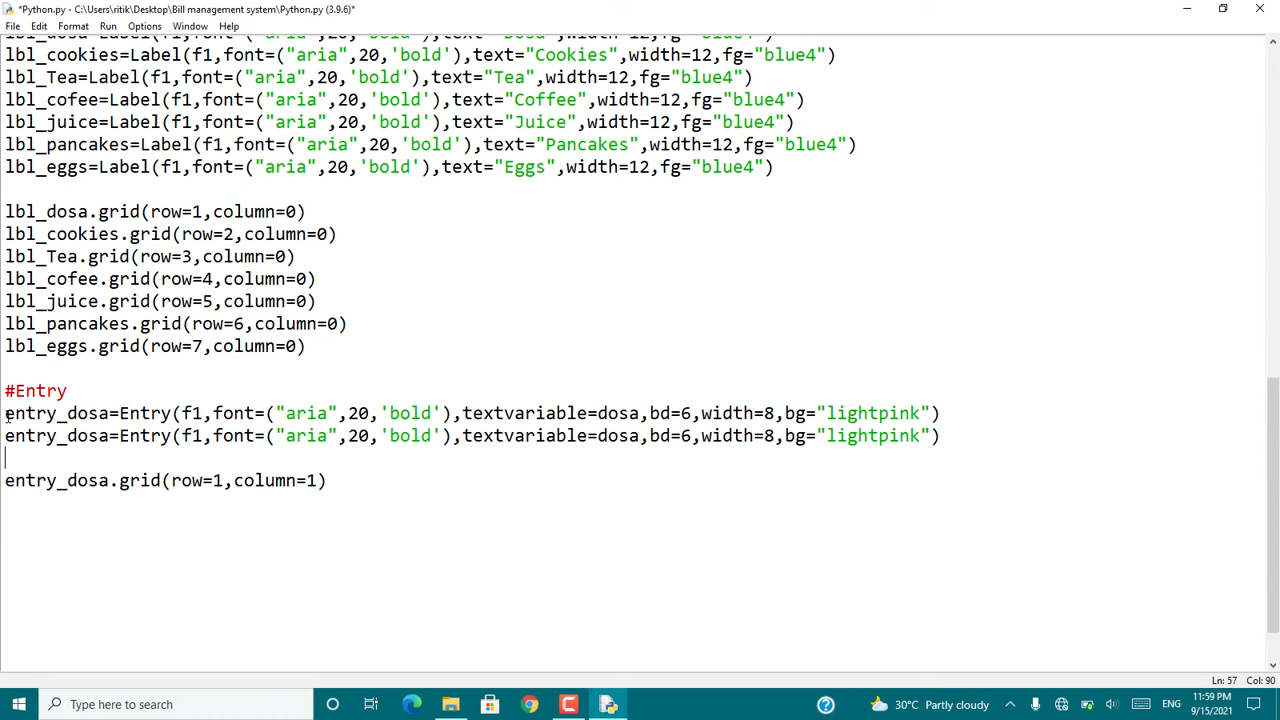 *Python.py - C:\Users\ritik\Desktop\Bill management system\Python.py (3.9.6)*
File Edit Format Run Options Window Help
lbl_cookies=Label(f1,font=("aria",20,'bold'),text="Cookies",width=12,fg="blue4")
lbl_Tea=Label(f1,font=("aria",20,'bold'),text="Tea",width=12,fg="blue4")
lbl_cofee=Label(f1,font=("aria",20,'bold'),text="Coffee",width=12,fg="blue4")
lbl_juice=Label(f1,font=("aria",20,'bold'),text="Juice",width=12,fg="blue4")
lbl_pancakes=Label(f1,font=("aria",20,'bold'),text="Pancakes",width=12,fg="blue4")
lbl_eggs=Label(f1,font=("aria",20,'bold'),text="Eggs",width=12,fg="blue4")
lbl_dosa.grid(row=1,column=0)
lbl_cookies.grid(row=2,column=0)
lbl_Tea.grid(row=3,column=0)
lbl_cofee.grid(row=4,column=0)
lbl_juice.grid(row=5,column=0)
lbl_pancakes.grid(row=6,column=0)
lbl_eggs.grid(row=7,column=0)
#Entry
entry_dosa=Entry(f1,font=("aria",20,'bold'),textvariable=dosa,bd=6,width=8,bg="lightpink")
entry_dosa=Entry(f1,font=("aria",20,'bold'),textvariable=dosa,bd=6,width=8,bg="lightpink")
entry_dosa.grid(row=1,column=1)
Ln: 57 Col: 90
Type here to search
30°C Partly cloudy
ENG
11:59 PM
9/15/2021